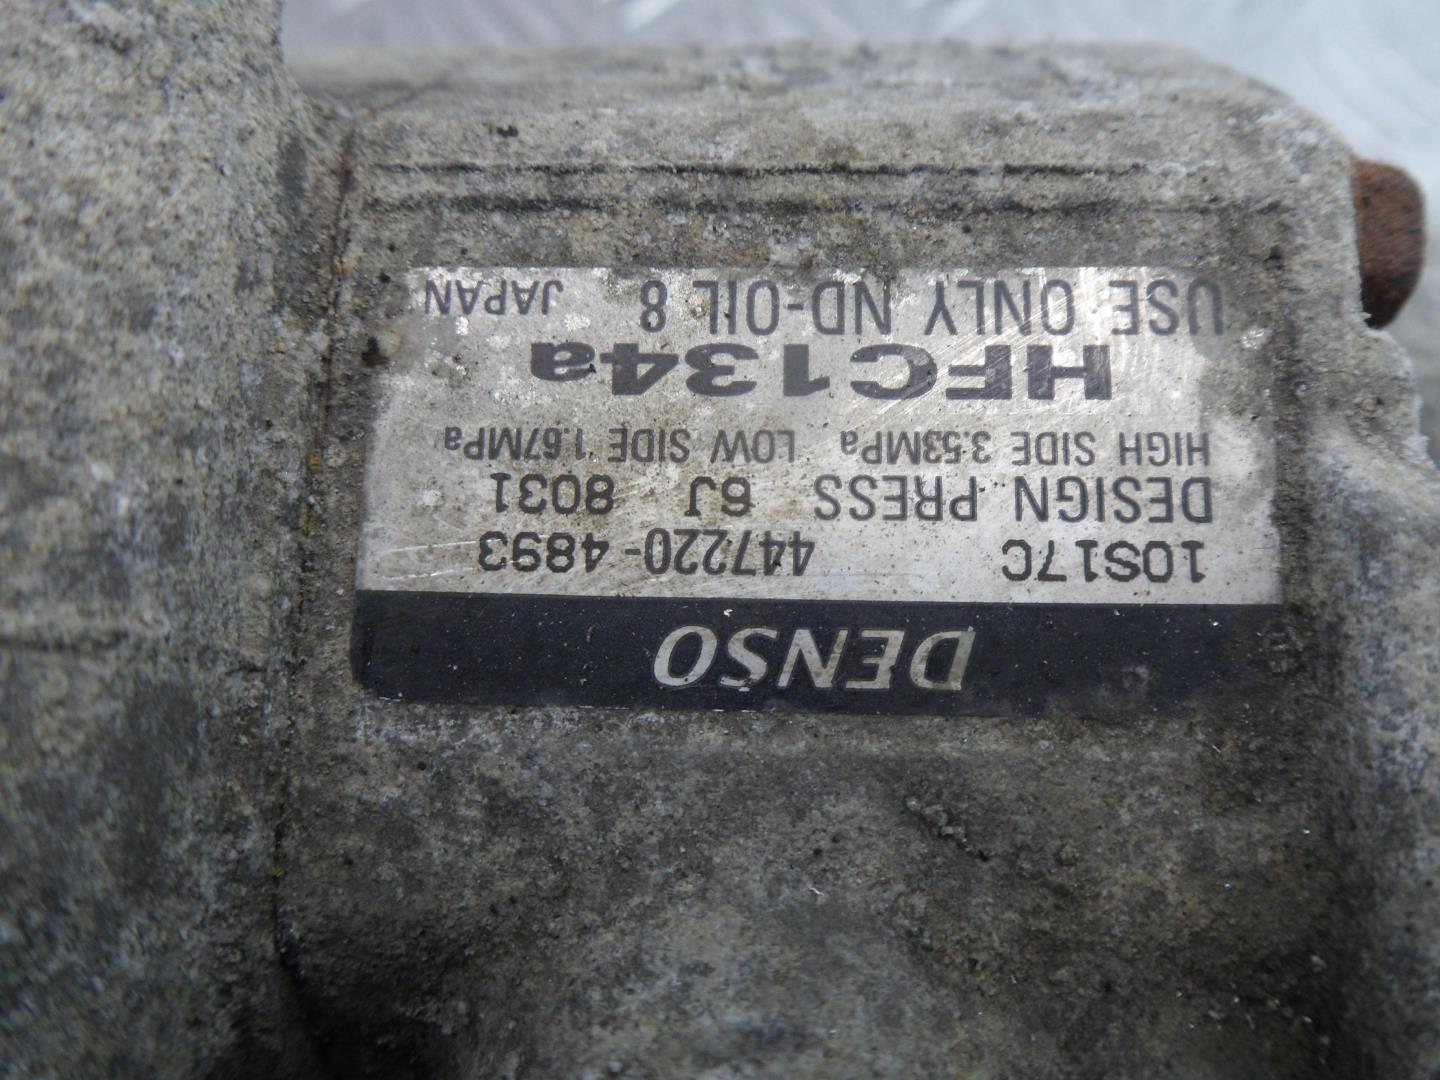 DENSO
10S17C 447220-4893
DESIGN PRESS 6J 8031
HIGH SIDE 3.53MPa LOW SIDE 1.67MPa
HFC134a
USE ONLY ND-OIL 8 JAPAN